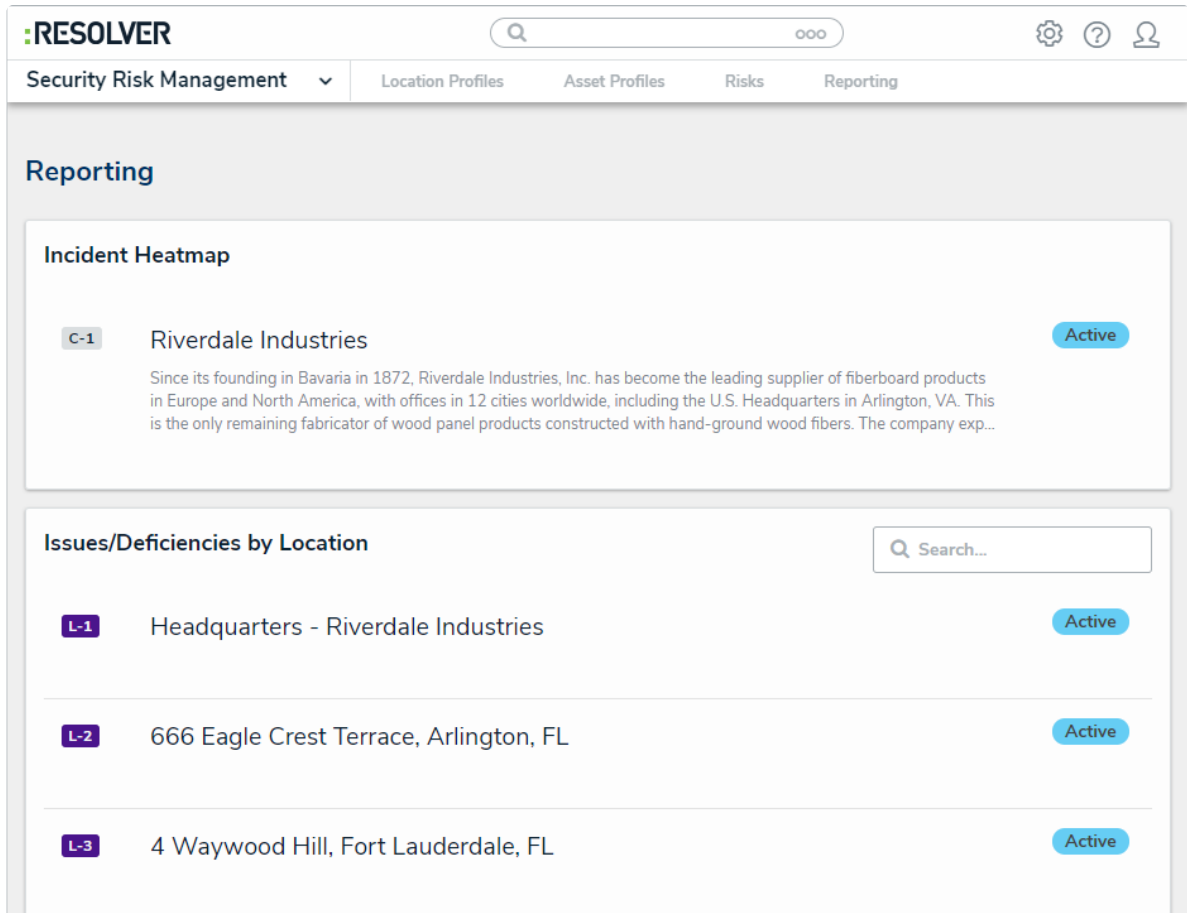 :RESOLVER
ooo
Security Risk Management
Location Profiles
Asset Profiles
Risks
Reporting
Reporting
Incident Heatmap
C-1
Riverdale Industries
Active
Since its founding in Bavaria in 1872, Riverdale Industries, Inc. has become the leading supplier of fiberboard products
in Europe and North America, with offices in 12 cities worldwide, including the U.S. Headquarters in Arlington, VA. This
is the only remaining fabricator of wood panel products constructed with hand-ground wood fibers. The company exp...
Issues/Deficiencies by Location
Search...
L-1
Headquarters - Riverdale Industries
Active
L-2
666 Eagle Crest Terrace, Arlington, FL
Active
L-3
4 Waywood Hill, Fort Lauderdale, FL
Active